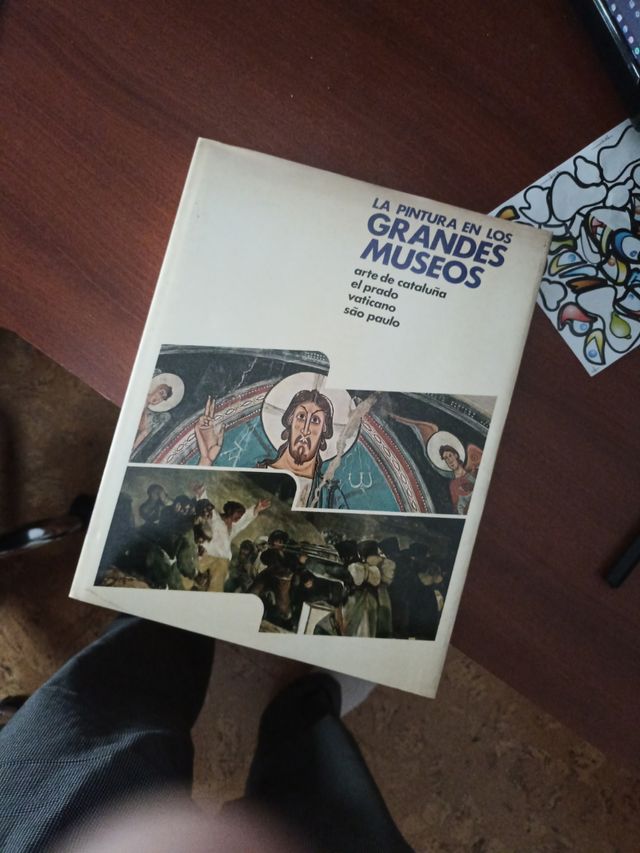 LA PINTURA EN LOS
GRANDES
MUSEOS
arte de cataluña
el prado
vaticano
são paulo